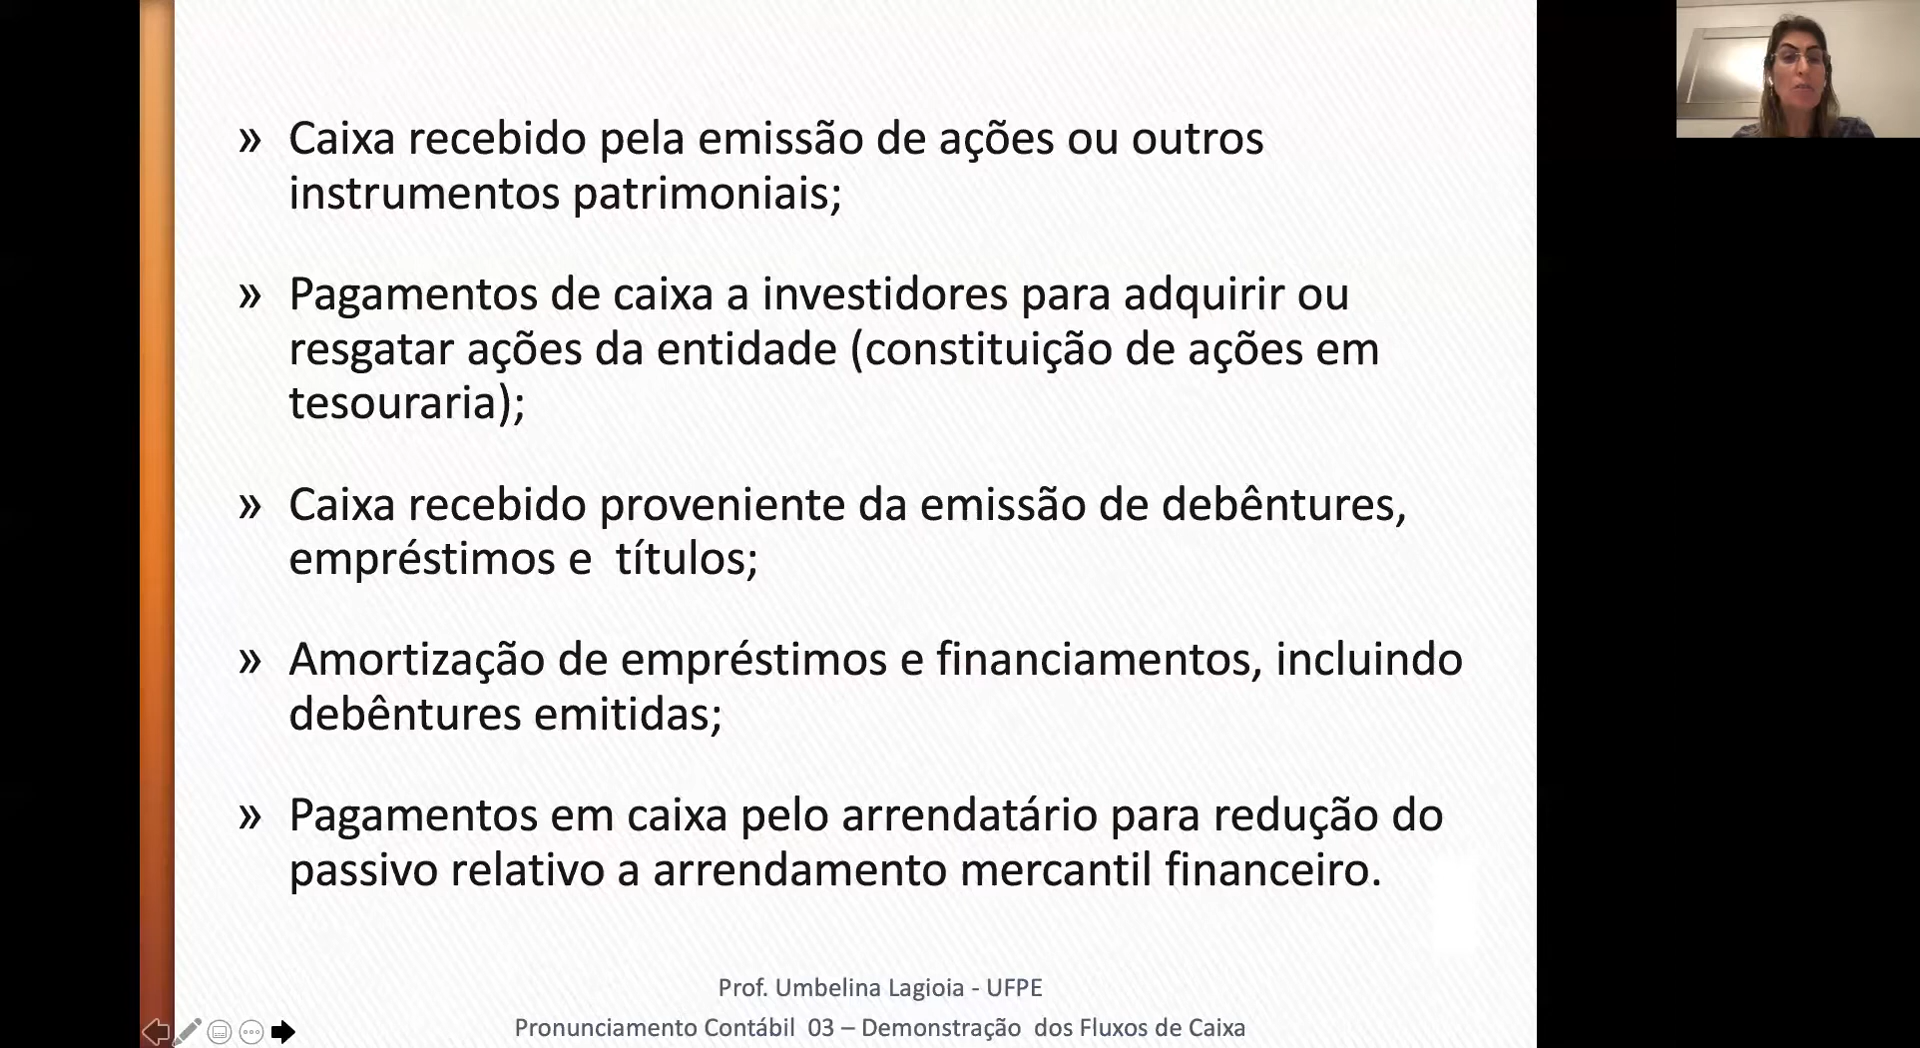 » Caixa recebido pela emissão de ações ou outros
instrumentos patrimoniais;
» Pagamentos de caixa a investidores para adquirir ou
resgatar ações da entidade (constituição de ações em
tesouraria);
» Caixa recebido proveniente da emissão de debêntures,
empréstimos e  títulos;
» Amortização de empréstimos e financiamentos, incluindo
debêntures emitidas;
» Pagamentos em caixa pelo arrendatário para redução do
passivo relativo a arrendamento mercantil financeiro.
Prof. Umbelina Lagioia - UFPE
Pronunciamento Contábil  03 – Demonstração  dos Fluxos de Caixa